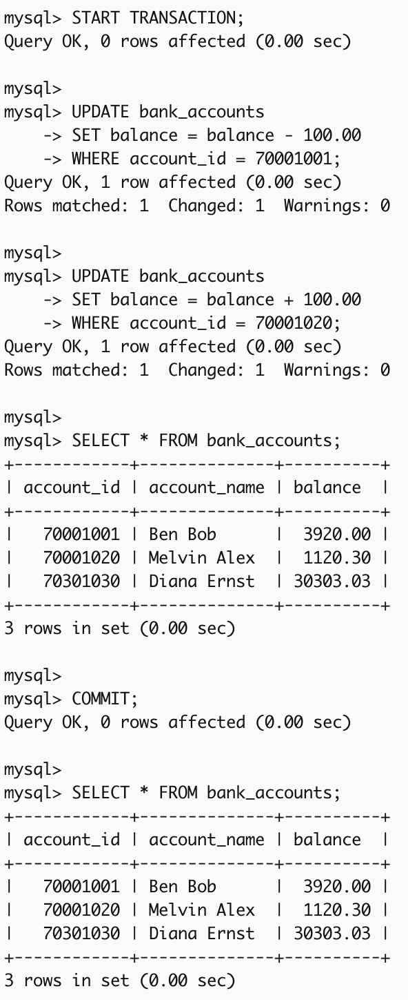 mysql> START TRANSACTION;
Query OK, 0 rows affected (0.00 sec)

mysql>
mysql> UPDATE bank_accounts
    -> SET balance = balance - 100.00
    -> WHERE account_id = 70001001;
Query OK, 1 row affected (0.00 sec)
Rows matched: 1  Changed: 1  Warnings: 0

mysql>
mysql> UPDATE bank_accounts
    -> SET balance = balance + 100.00
    -> WHERE account_id = 70001020;
Query OK, 1 row affected (0.00 sec)
Rows matched: 1  Changed: 1  Warnings: 0

mysql>
mysql> SELECT * FROM bank_accounts;
+------------+--------------+----------+
| account_id | account_name | balance  |
+------------+--------------+----------+
|   70001001 | Ben Bob      |  3920.00 |
|   70001020 | Melvin Alex  |  1120.30 |
|   70301030 | Diana Ernst  | 30303.03 |
+------------+--------------+----------+
3 rows in set (0.00 sec)

mysql>
mysql> COMMIT;
Query OK, 0 rows affected (0.00 sec)

mysql>
mysql> SELECT * FROM bank_accounts;
+------------+--------------+----------+
| account_id | account_name | balance  |
+------------+--------------+----------+
|   70001001 | Ben Bob      |  3920.00 |
|   70001020 | Melvin Alex  |  1120.30 |
|   70301030 | Diana Ernst  | 30303.03 |
+------------+--------------+----------+
3 rows in set (0.00 sec)